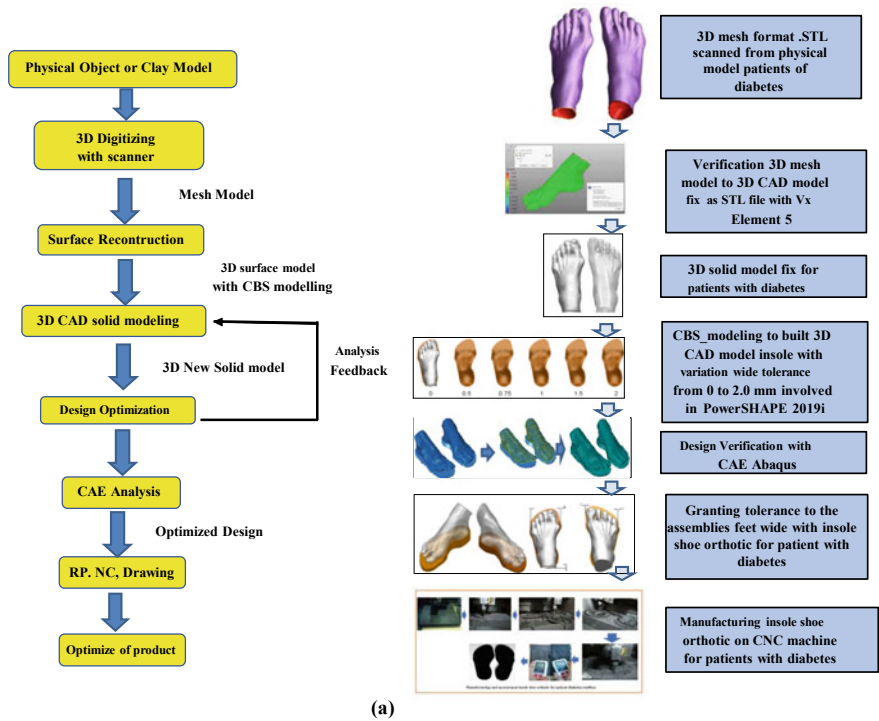 Physical Object or Clay Model
3D Digitizing
with scanner
Mesh Model
Surface Recontruction
3D surface model
with CBS modelling
3D CAD solid modeling
Analysis
Feedback
3D New Solid model
Design Optimization
CAE Analysis
Optimized Design
RP. NC, Drawing
Optimize of product
3D mesh format .STL
scanned from physical
model patients of
diabetes
Verification 3D mesh
model to 3D CAD model
fix as STL file with Vx
Element 5
3D solid model fix for
patients with diabetes
0 0.5 0.75 1 1.5 2
CBS_modeling to built 3D
CAD model insole with
variation wide tolerance
from 0 to 2.0 mm involved
in PowerSHAPE 2019i
Design Verification with
CAE Abaqus
Granting tolerance to the
assemblies feet wide with insole
shoe orthotic for patient with
diabetes
Manufacturing insole shoe
orthotic on CNC machine
for patients with diabetes
(a)